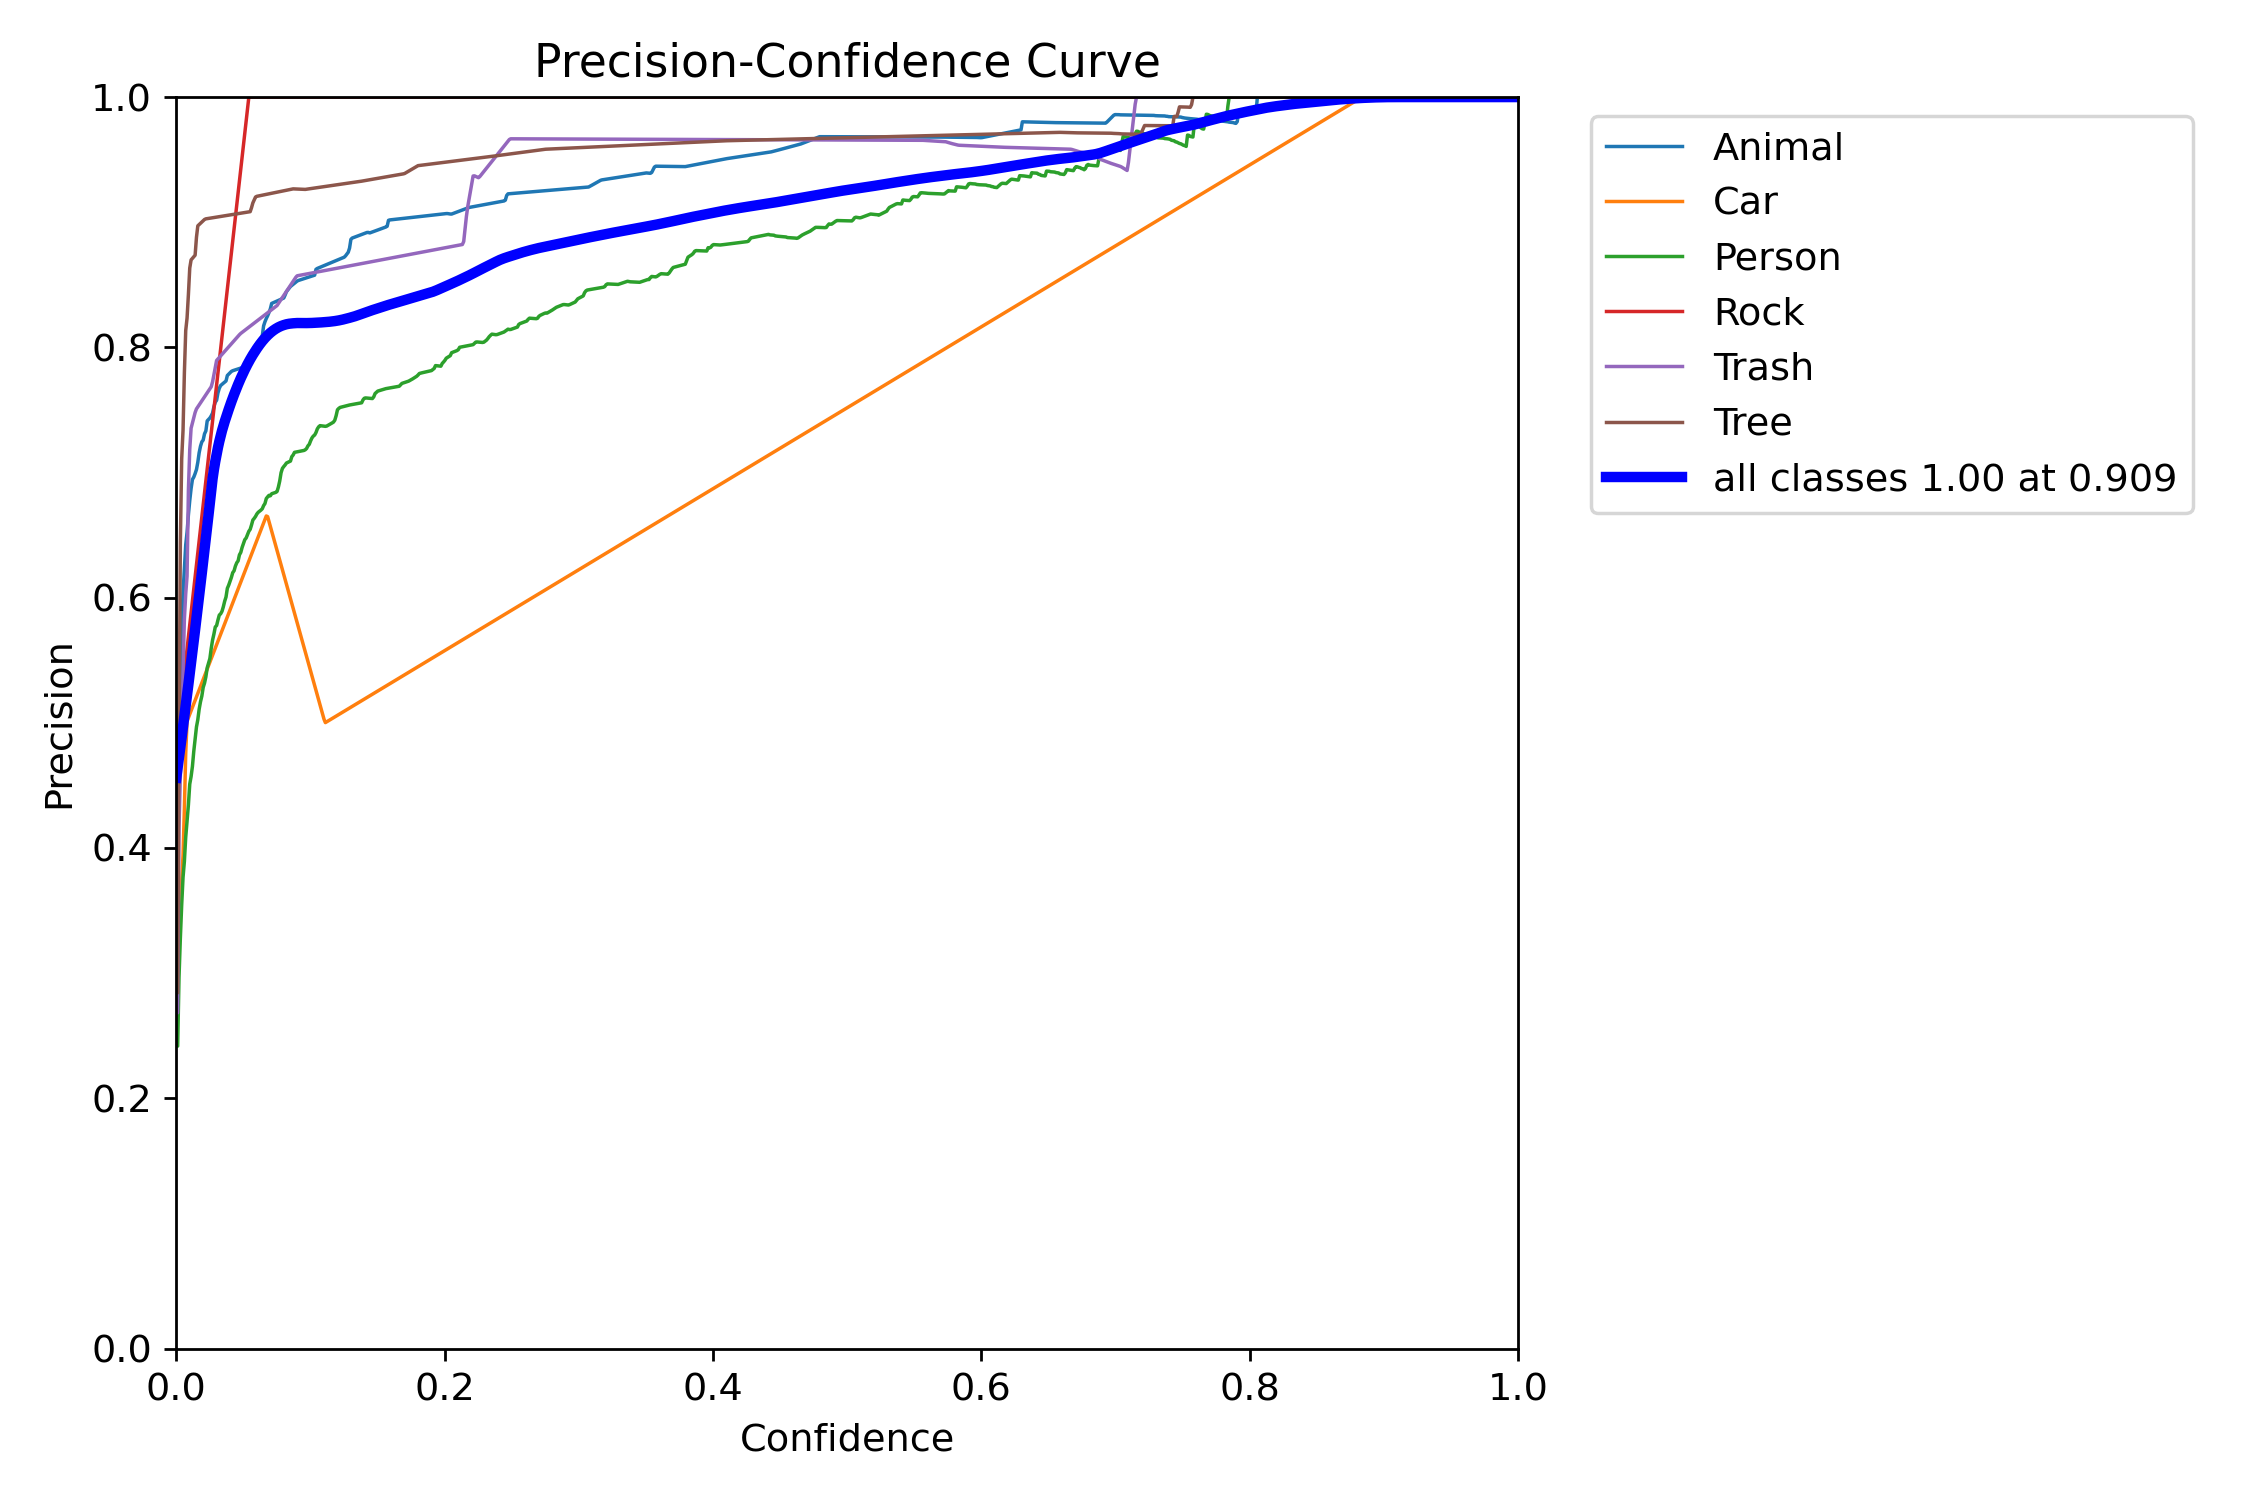 Precision-Confidence Curve
1.0
0.8
0.6
0.4
0.2
0.0
Precision
0.0 0.2 0.4 0.6 0.8 1.0
Confidence
Animal
Car
Person
Rock
Trash
Tree
all classes 1.00 at 0.909